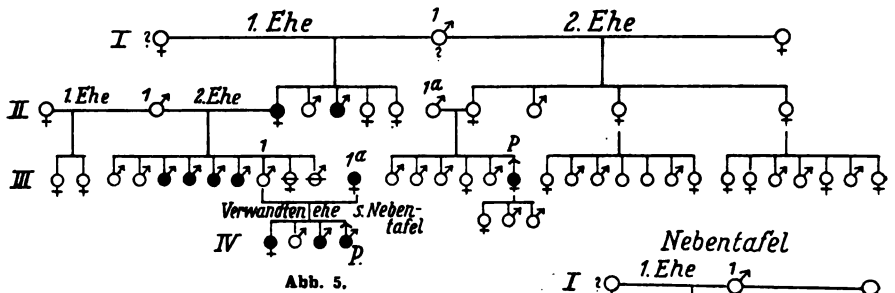 I ? 1. Ehe 1 ? 2. Ehe
II 1. Ehe 1 2. Ehe 1a
III 1 1a P
Verwandten ehe s. Neben-
tafel
IV P.
Abb. 5.
Nebentafel
I ? 1. Ehe 1